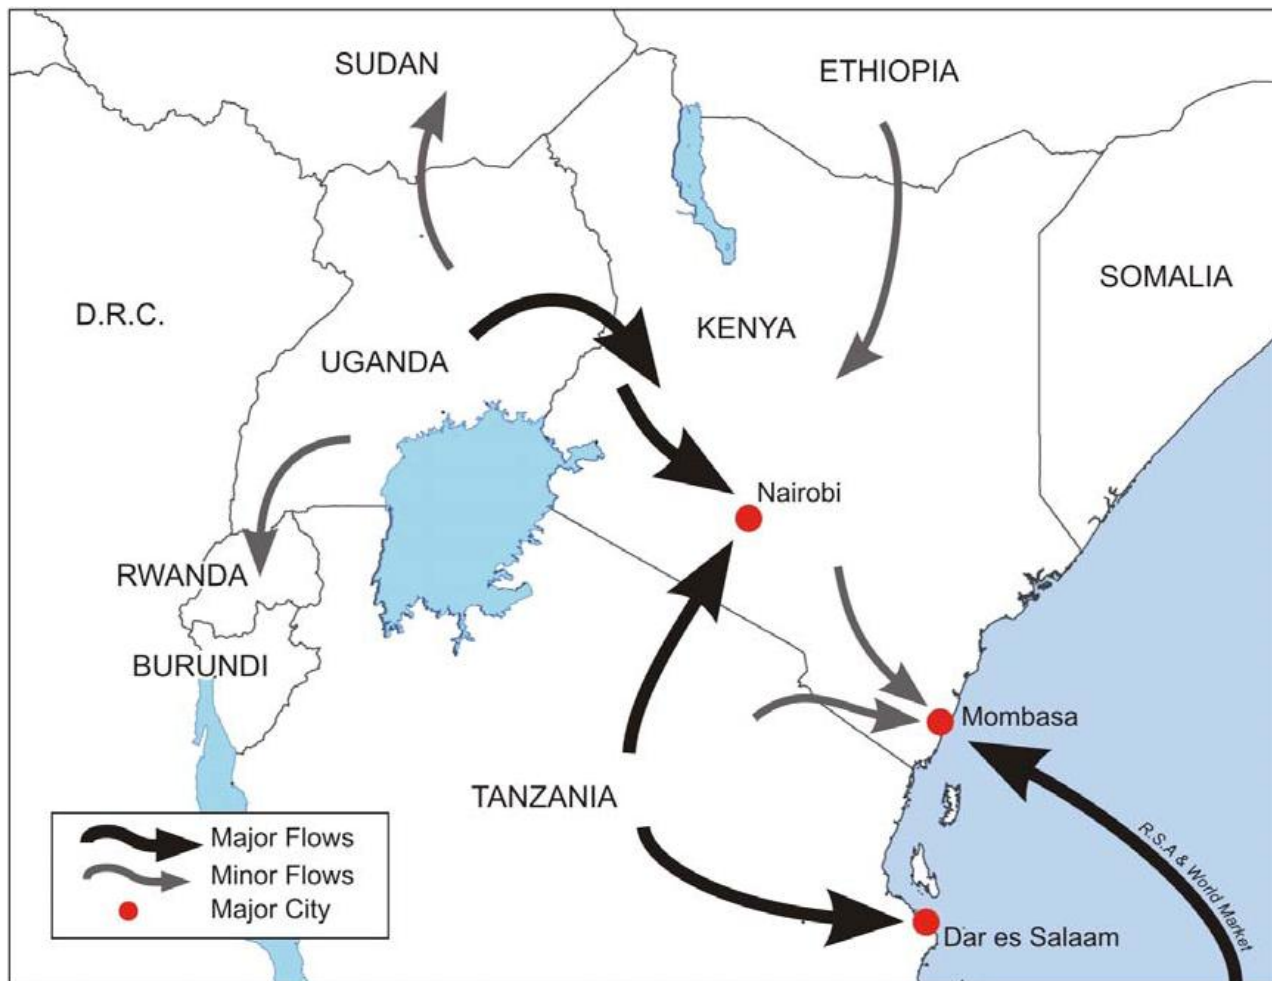 SUDAN
ETHIOPIA
SOMALIA
D.R.C.
KENYA
UGANDA
Nairobi
RWANDA
BURUNDI
Mombasa
TANZANIA
R.S.A & World Market
Dar es Salaam
Major Flows
Minor Flows
Major City